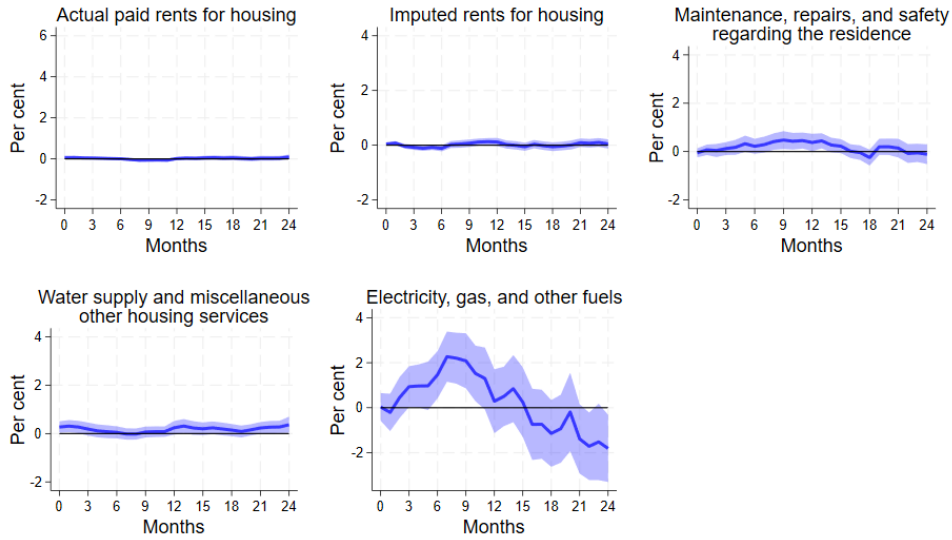 Actual paid rents for housing
6
4
2
0
-2
Per cent
0 3 6 9 12 15 18 21 24
Months
Imputed rents for housing
4
2
0
-2
Per cent
0 3 6 9 12 15 18 21 24
Months
Maintenance, repairs, and safety
regarding the residence
4
2
0
-2
Per cent
0 3 6 9 12 15 18 21 24
Months
Water supply and miscellaneous
other housing services
4
2
0
-2
Per cent
0 3 6 9 12 15 18 21 24
Months
Electricity, gas, and other fuels
4
2
0
-2
Per cent
0 3 6 9 12 15 18 21 24
Months